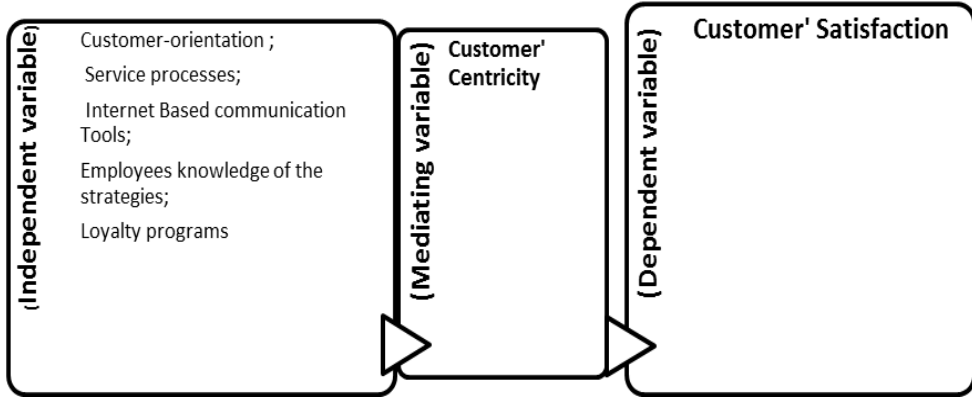 (Independent variable)
Customer-orientation ;
Service processes;
Internet Based communication
Tools;
Employees knowledge of the
strategies;
Loyalty programs
(Mediating variable)
Customer'
Centricity
(Dependent variable)
Customer' Satisfaction